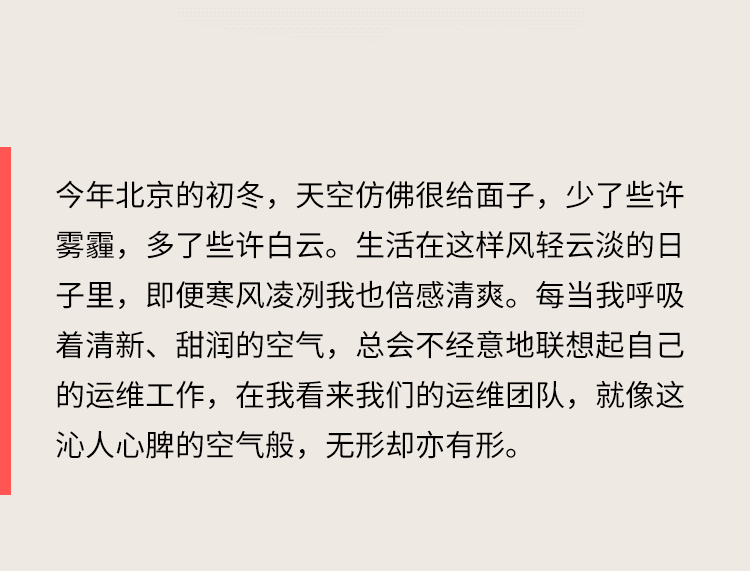 今年北京的初冬，天空仿佛很给面子，少了些许
雾霾，多了些许白云。生活在这样风轻云淡的日
子里，即便寒风凌冽我也倍感清爽。每当我呼吸
着清新、甜润的空气，总会不经意地联想起自己
的运维工作，在我看来我们的运维团队，就像这
沁人心脾的空气般，无形却亦有形。